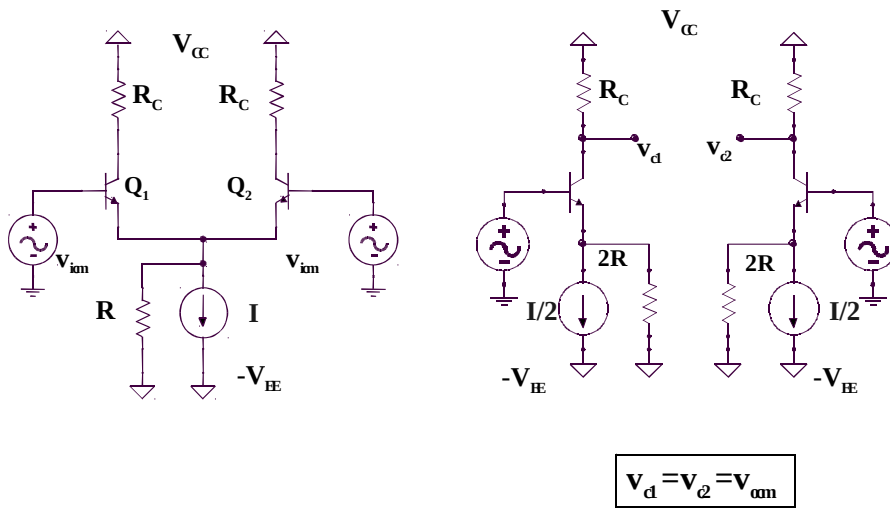 V_CC
R_C
R_C
Q_1
Q_2
+
-
+
-
v_icm
v_icm
R
I
-V_EE
V_CC
R_C
R_C
v_c1
v_c2
+
-
+
-
2R
2R
I/2
I/2
-V_EE
-V_EE
v_c1=v_c2=v_ocm